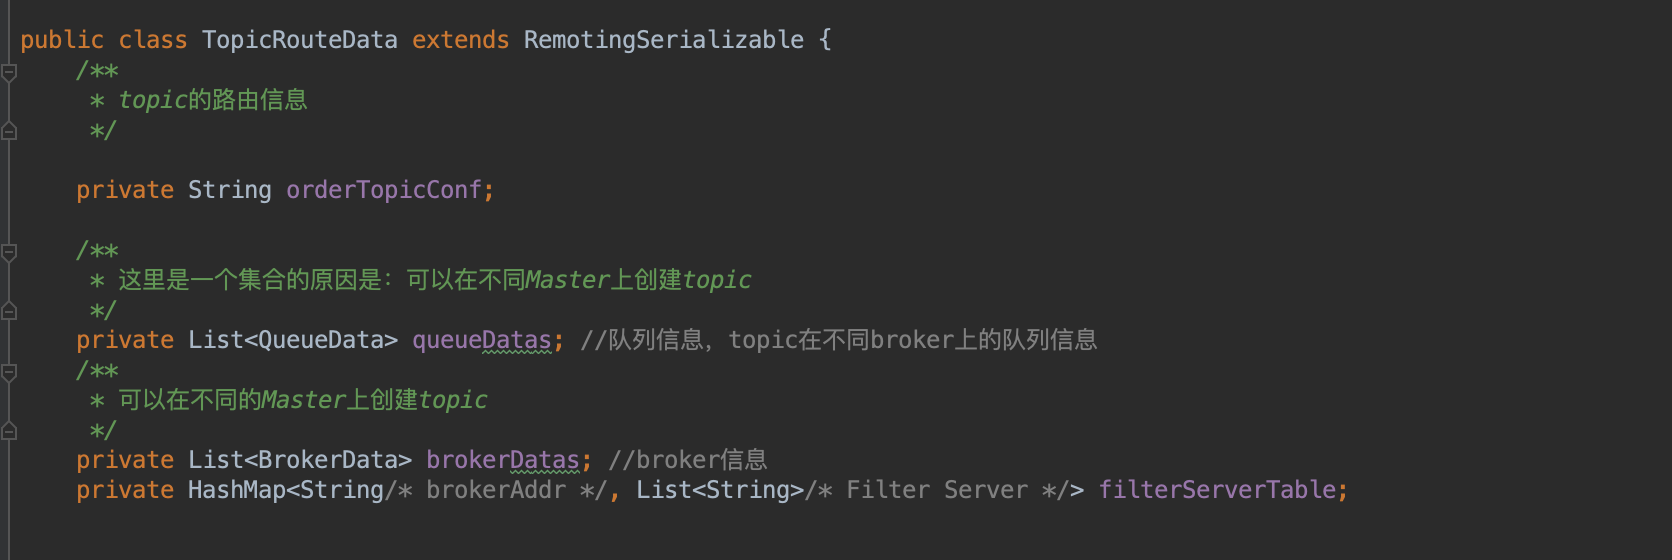 public class TopicRouteData extends RemotingSerializable {
/**
* topic的路由信息
*/
private String orderTopicConf;
/**
* 这里是一个集合的原因是：可以在不同Master上创建topic
*/
private List<QueueData> queueDatas; //队列信息，topic在不同broker上的队列信息
/**
* 可以在不同的Master上创建topic
*/
private List<BrokerData> brokerDatas; //broker信息
private HashMap<String/* brokerAddr */, List<String>/* Filter Server */> filterServerTable;